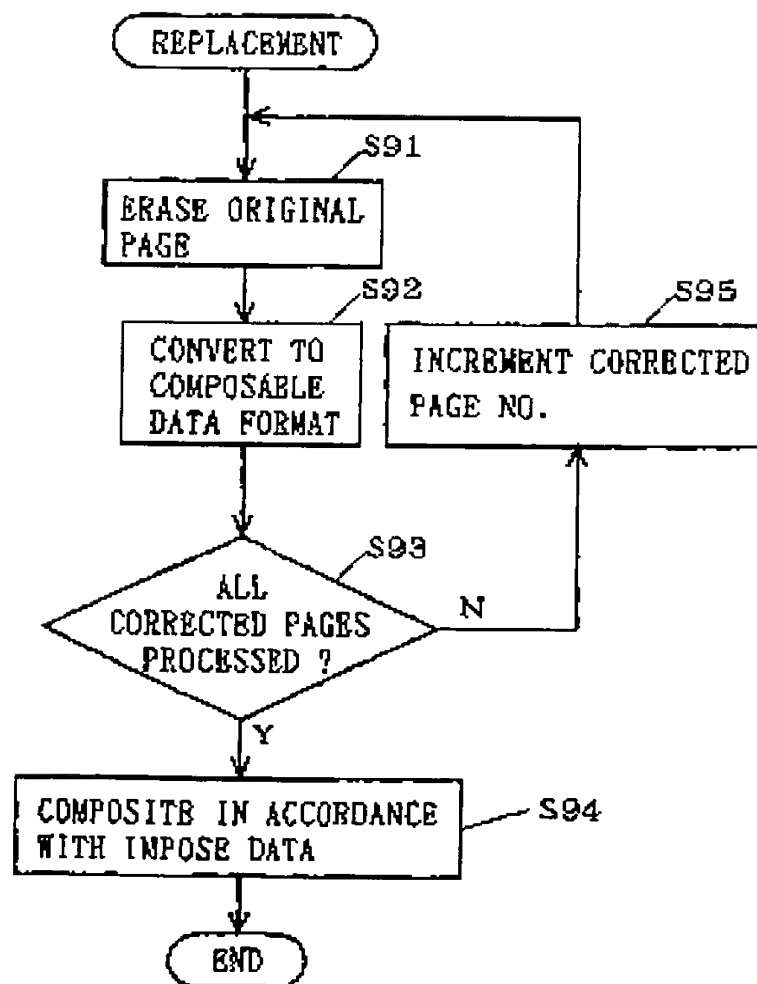 REPLACEMENT
S91
ERASE ORIGINAL
PAGE
S92
CONVERT TO
COMPOSABLE
DATA FORMAT
S95
INCREMENT CORRECTED
PAGE NO.
S93
ALL
CORRECTED PAGES
PROCESSED ?
N
Y
S94
COMPOSITE IN ACCORDANCE
WITH IMPOSE DATA
END